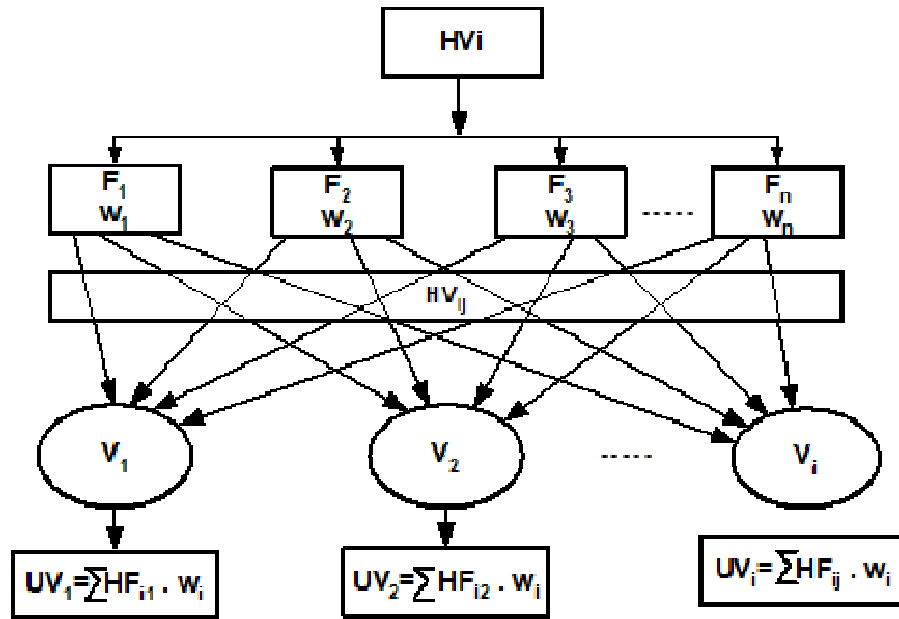 HVi
F₁ F₂ F₃ Fₙ
w₁ w₂ w₃ ----- wₙ
HVᵢⱼ
V₁ V₂ ----- Vᵢ
UV₁=∑HFᵢ₁ . wᵢ UV₂=∑HFᵢ₂ . wᵢ UVᵢ=∑HFᵢⱼ . wᵢ